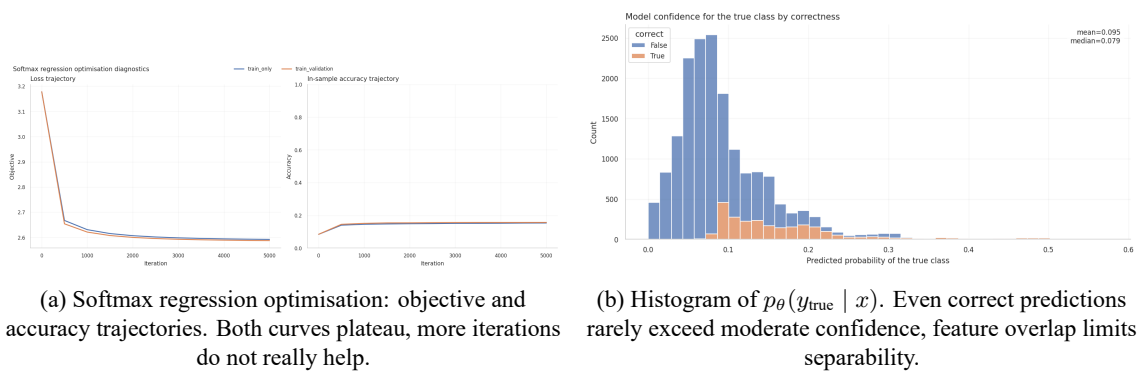 Softmax regression optimisation diagnostics
train_only
train_validation
Loss trajectory
3.2
3.1
3.0
2.9
2.8
2.7
2.6
Objective
0
1000
2000
3000
4000
5000
Iteration
In-sample accuracy trajectory
1.0
0.8
0.6
0.4
0.2
0.0
Accuracy
0
1000
2000
3000
4000
5000
Iteration
(a) Softmax regression optimisation: objective and
accuracy trajectories. Both curves plateau, more iterations
do not really help.
Model confidence for the true class by correctness
correct
False
True
mean=0.095
median=0.079
2500
2000
1500
1000
500
0
Count
0.0
0.1
0.2
0.3
0.4
0.5
0.6
Predicted probability of the true class
(b) Histogram of pθ(ytrue | x). Even correct predictions
rarely exceed moderate confidence, feature overlap limits
separability.